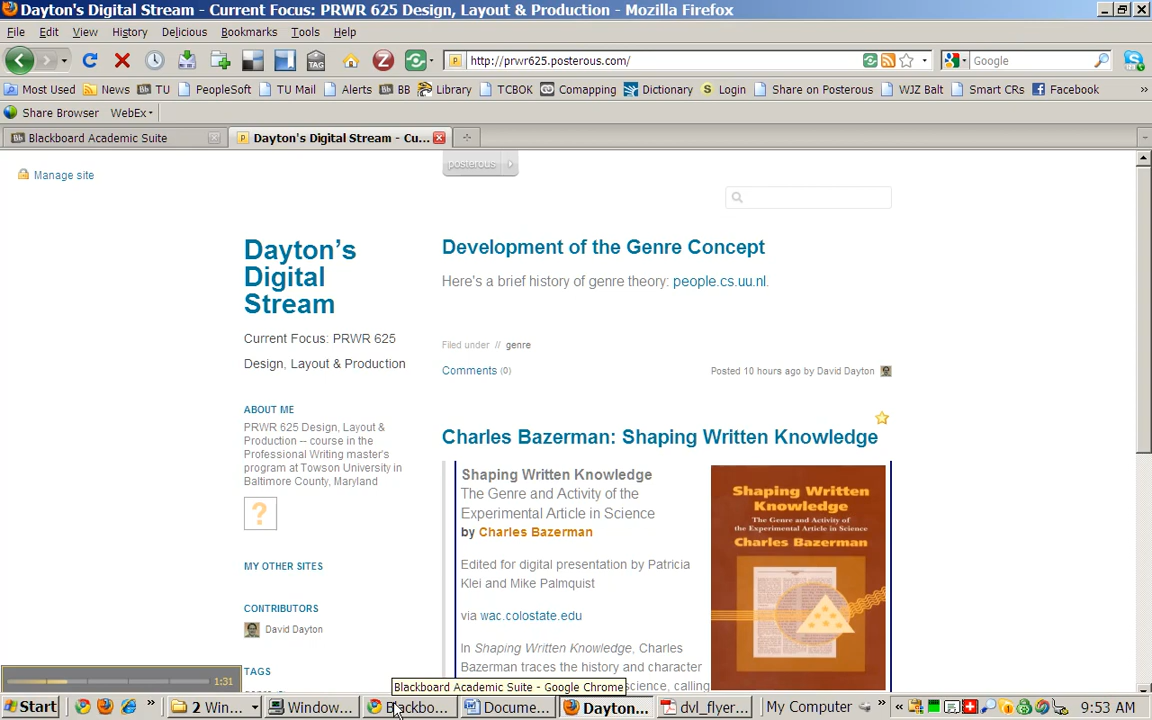 Dayton's Digital Stream - Current Focus: PRWR 625 Design, Layout & Production - Mozilla Firefox
File Edit View History Delicious Bookmarks Tools Help
TAG
http://prwr625.posterous.com/
Google
Most Used News TU PeopleSoft TU Mail Alerts BB Library TCBOK Comapping Dictionary Login Share on Posterous WJZ Balt Smart CRs Facebook »
Share Browser WebEx
Blackboard Academic Suite
Dayton's Digital Stream - Cu...
posterous
Manage site
Dayton's
Digital
Stream
Current Focus: PRWR 625
Design, Layout & Production
ABOUT ME
PRWR 625 Design, Layout &
Production -- course in the
Professional Writing master's
program at Towson University in
Baltimore County, Maryland
?
MY OTHER SITES
CONTRIBUTORS
David Dayton
TAGS
Development of the Genre Concept
Here's a brief history of genre theory: people.cs.uu.nl.
Filed under // genre
Comments (0)
Posted 10 hours ago by David Dayton
Charles Bazerman: Shaping Written Knowledge
Shaping Written Knowledge
The Genre and Activity of the
Experimental Article in Science
by Charles Bazerman
Edited for digital presentation by Patricia
Klei and Mike Palmquist
via wac.colostate.edu
In Shaping Written Knowledge, Charles
Bazerman traces the history and character
science, calling
Shaping Written
Knowledge
The Genre and Activity of
the Experimental Article in Science
Charles Bazerman
1:31
Blackboard Academic Suite - Google Chrome
Start » 2 Win... Window... Blackbo... Docume... Dayton... dvl_flyer... My Computer » « 9:53 AM